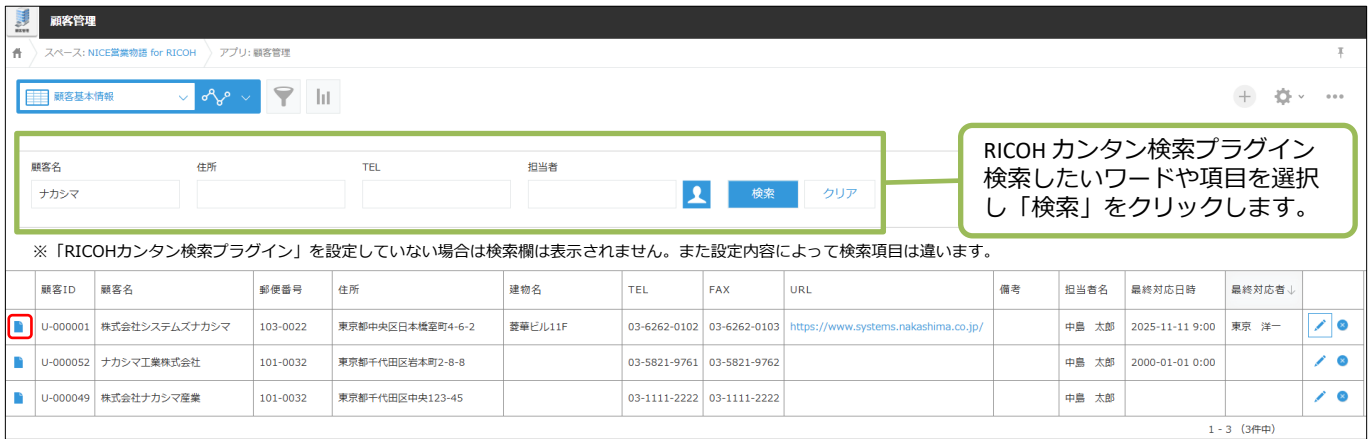 顧客管理
スペース: NICE営業物語 for RICOH アプリ: 顧客管理
顧客基本情報
顧客名 住所 TEL 担当者
ナカシマ 検索 クリア
RICOH カンタン検索プラグイン
検索したいワードや項目を選択
し「検索」をクリックします。
※「RICOHカンタン検索プラグイン」を設定していない場合は検索欄は表示されません。また設定内容によって検索項目は違います。
顧客ID 顧客名 郵便番号 住所 建物名 TEL FAX URL 備考 担当者名 最終対応日時 最終対応者↓
U-000001 株式会社システムズナカシマ 103-0022 東京都中央区日本橋室町4-6-2 菱華ビル11F 03-6262-0102 03-6262-0103 https://www.systems.nakashima.co.jp/ 中島 太郎 2025-11-11 9:00 東京 洋一
U-000052 ナカシマ工業株式会社 101-0032 東京都千代田区岩本町2-8-8 03-5821-9761 03-5821-9762 中島 太郎 2000-01-01 0:00
U-000049 株式会社ナカシマ産業 101-0032 東京都千代田区中央123-45 03-1111-2222 03-1111-2222 中島 太郎
1 - 3 (3件中)